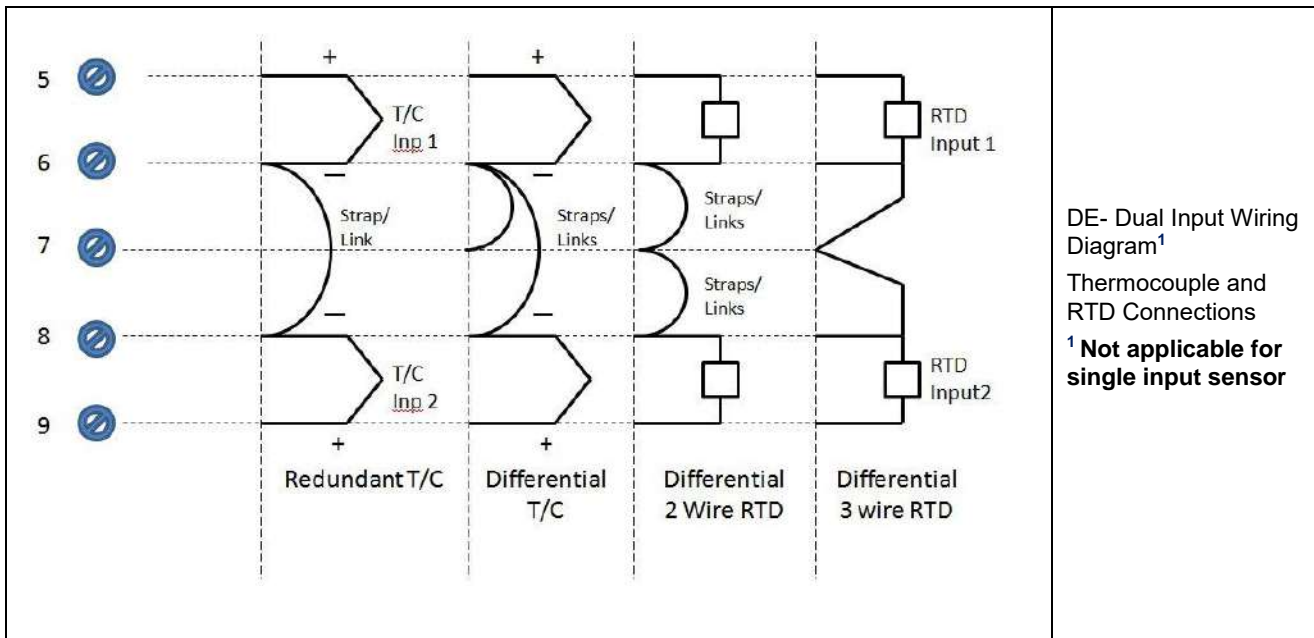 +
+
5
T/C
Inp 1
RTD
Input 1
6
Strap/
Link
Straps/
Links
Straps/
Links
7
Straps/
Links
8
T/C
Inp 2
RTD
Input2
9
+
+
Redundant T/C
Differential
T/C
Differential
2 Wire RTD
Differential
3 wire RTD
DE- Dual Input Wiring
Diagram1
Thermocouple and
RTD Connections
1 Not applicable for
single input sensor